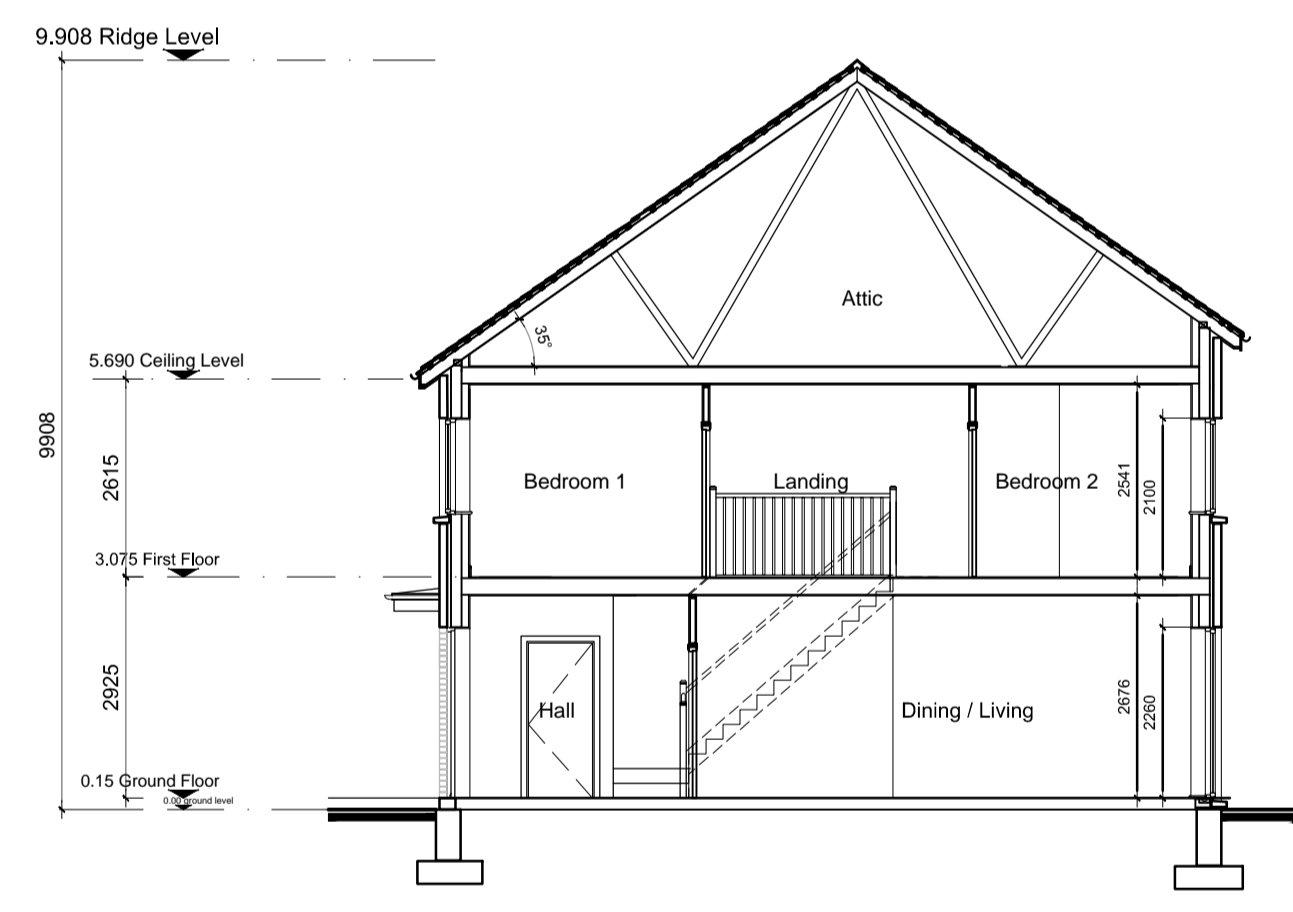 9.908 Ridge Level
Attic
35°
5.690 Ceiling Level
9908
2615
Bedroom 1
Landing
Bedroom 2
2541
2100
3.075 First Floor
2925
Hall
Dining / Living
2676
2260
0.15 Ground Floor
0.00 ground level